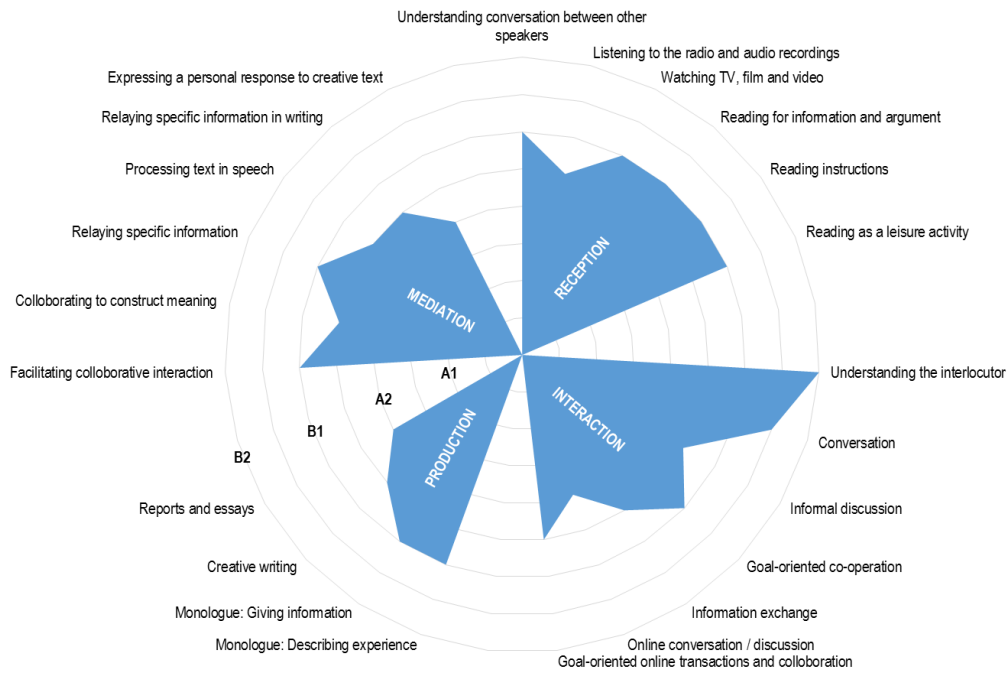 Understanding conversation between other
speakers
Listening to the radio and audio recordings
Watching TV, film and video
Reading for information and argument
Reading instructions
Reading as a leisure activity
Understanding the interlocutor
Conversation
Informal discussion
Goal-oriented co-operation
Information exchange
Online conversation / discussion
Goal-oriented online transactions and colloboration
Monologue: Describing experience
Monologue: Giving information
Creative writing
Reports and essays
Facilitating colloborative interaction
Colloborating to construct meaning
Relaying specific information
Processing text in speech
Relaying specific information in writing
Expressing a personal response to creative text
RECEPTION
INTERACTION
PRODUCTION
MEDIATION
A1
A2
B1
B2